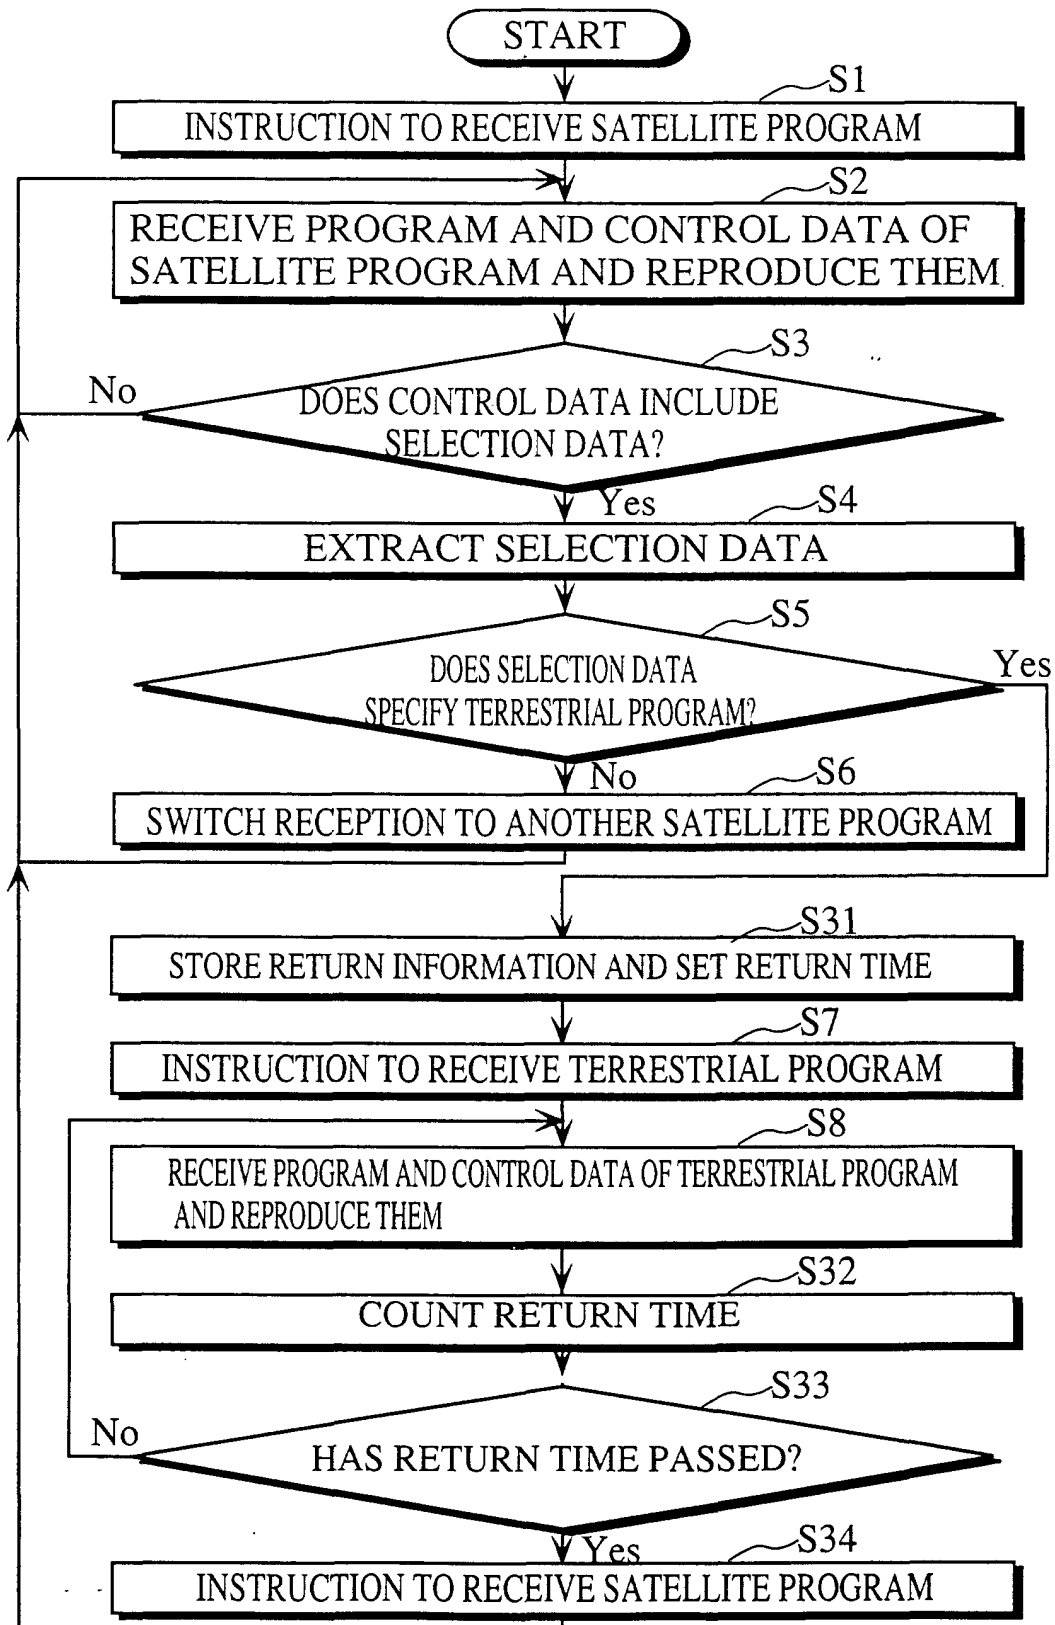 START
S1
INSTRUCTION TO RECEIVE SATELLITE PROGRAM
S2
RECEIVE PROGRAM AND CONTROL DATA OF
SATELLITE PROGRAM AND REPRODUCE THEM
S3
No
DOES CONTROL DATA INCLUDE
SELECTION DATA?
Yes
S4
EXTRACT SELECTION DATA
S5
DOES SELECTION DATA
Yes
SPECIFY TERRESTRIAL PROGRAM?
No
S6
SWITCH RECEPTION TO ANOTHER SATELLITE PROGRAM
S31
STORE RETURN INFORMATION AND SET RETURN TIME
S7
INSTRUCTION TO RECEIVE TERRESTRIAL PROGRAM
S8
RECEIVE PROGRAM AND CONTROL DATA OF TERRESTRIAL PROGRAM
AND REPRODUCE THEM
S32
COUNT RETURN TIME
S33
No
HAS RETURN TIME PASSED?
Yes
S34
INSTRUCTION TO RECEIVE SATELLITE PROGRAM